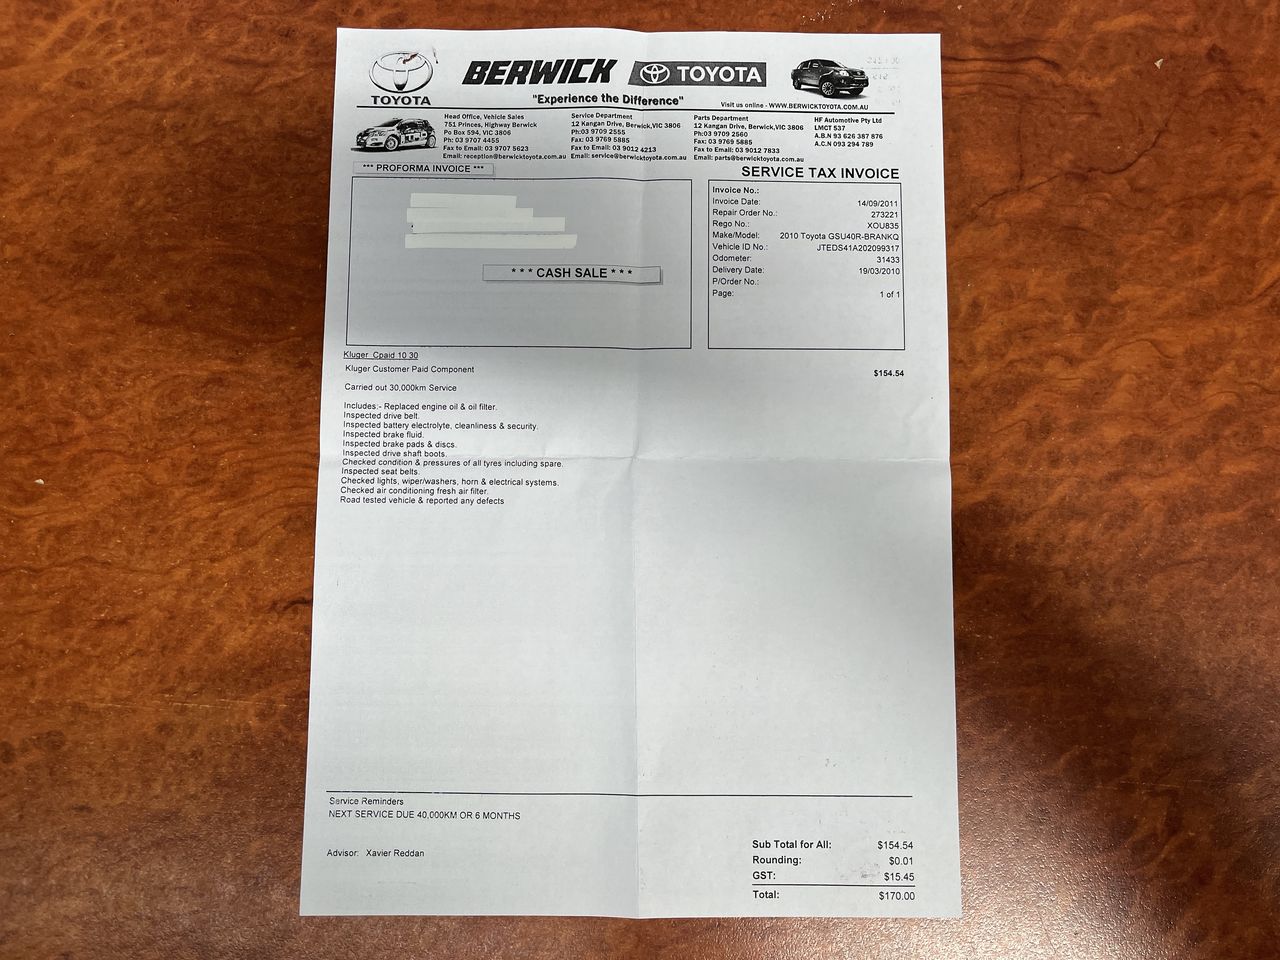 TOYOTA
BERWICK TOYOTA
"Experience the Difference"
Visit us online - WWW.BERWICKTOYOTA.COM.AU
Head Office, Vehicle Sales
751 Princes, Highway Berwick
Po Box 594, VIC 3806
Ph: 03 9707 4455
Fax to Email: 03 9707 5623
Email: reception@berwicktoyota.com.au
Service Department
12 Kangan Drive, Berwick,VIC 3806
Ph:03 9709 2555
Fax: 03 9769 5885
Fax to Email: 03 9012 4213
Email: service@berwicktoyota.com.au
Parts Department
12 Kangan Drive, Berwick,VIC 3806
Ph:03 9709 2560
Fax: 03 9769 5885
Fax to Email: 03 9012 7833
Email: parts@berwicktoyota.com.au
HF Automotive Pty Ltd
LMCT 537
A.B.N 93 626 387 876
A.C.N 093 294 789
*** PROFORMA INVOICE ***
SERVICE TAX INVOICE
Invoice No.:
Invoice Date: 14/09/2011
Repair Order No.: 273221
Rego No.: XOU835
Make/Model: 2010 Toyota GSU40R-BRANKQ
Vehicle ID No.: JTEDS41A202099317
Odometer: 31433
Delivery Date: 19/03/2010
P/Order No.:
Page: 1 of 1
* * * CASH SALE * * *
Kluger Cpaid 10 30
Kluger Customer Paid Component $154.54
Carried out 30,000km Service
Includes:- Replaced engine oil & oil filter.
Inspected drive belt.
Inspected battery electrolyte, cleanliness & security.
Inspected brake fluid.
Inspected brake pads & discs.
Inspected drive shaft boots.
Checked condition & pressures of all tyres including spare.
Inspected seat belts.
Checked lights, wiper/washers, horn & electrical systems.
Checked air conditioning fresh air filter.
Road tested vehicle & reported any defects
Service Reminders
NEXT SERVICE DUE 40,000KM OR 6 MONTHS
Advisor: Xavier Reddan
Sub Total for All: $154.54
Rounding: $0.01
GST: $15.45
Total: $170.00